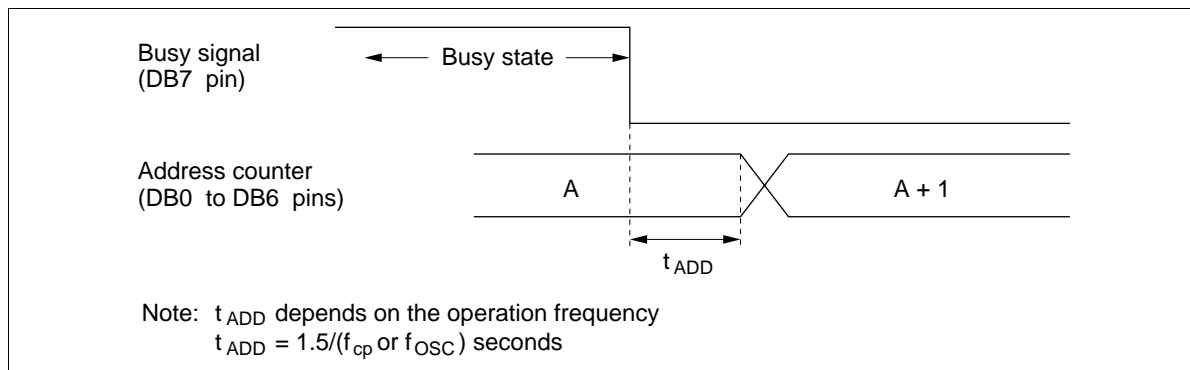 Busy signal
(DB7 pin)
Busy state
Address counter
(DB0 to DB6 pins)
A
A + 1
t ADD
Note: t ADD depends on the operation frequency
t ADD = 1.5/(f cp or f OSC) seconds